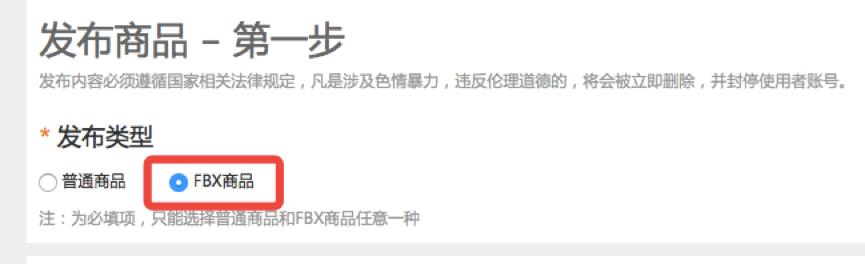 发布商品 – 第一步
发布内容必须遵循国家相关法律规定，凡是涉及色情暴力，违反伦理道德的，将会被立即删除，并封停使用者账号。
* 发布类型
普通商品 FBX商品
注：为必填项，只能选择普通商品和FBX商品任意一种